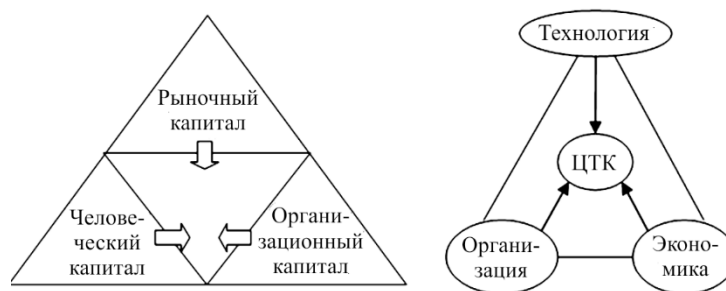 Рыночный
капитал
Челове-
ческий
капитал
Органи-
зационный
капитал
Технология
ЦТК
Органи-
зация
Эконо-
мика